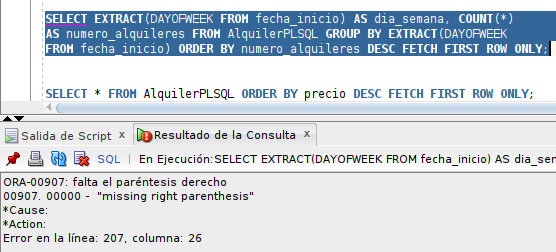 SELECT EXTRACT(DAYOFWEEK FROM fecha_inicio) AS dia_semana, COUNT(*)
AS numero_alquileres FROM AlquilerPLSQL GROUP BY EXTRACT(DAYOFWEEK
FROM fecha_inicio) ORDER BY numero_alquileres DESC FETCH FIRST ROW ONLY;
SELECT * FROM AlquilerPLSQL ORDER BY precio DESC FETCH FIRST ROW ONLY;
Salida de Script x Resultado de la Consulta x
SQL | En Ejecución:SELECT EXTRACT(DAYOFWEEK FROM fecha_inicio) AS dia_sem
ORA-00907: falta el paréntesis derecho
00907. 00000 - "missing right parenthesis"
*Cause:
*Action:
Error en la línea: 207, columna: 26